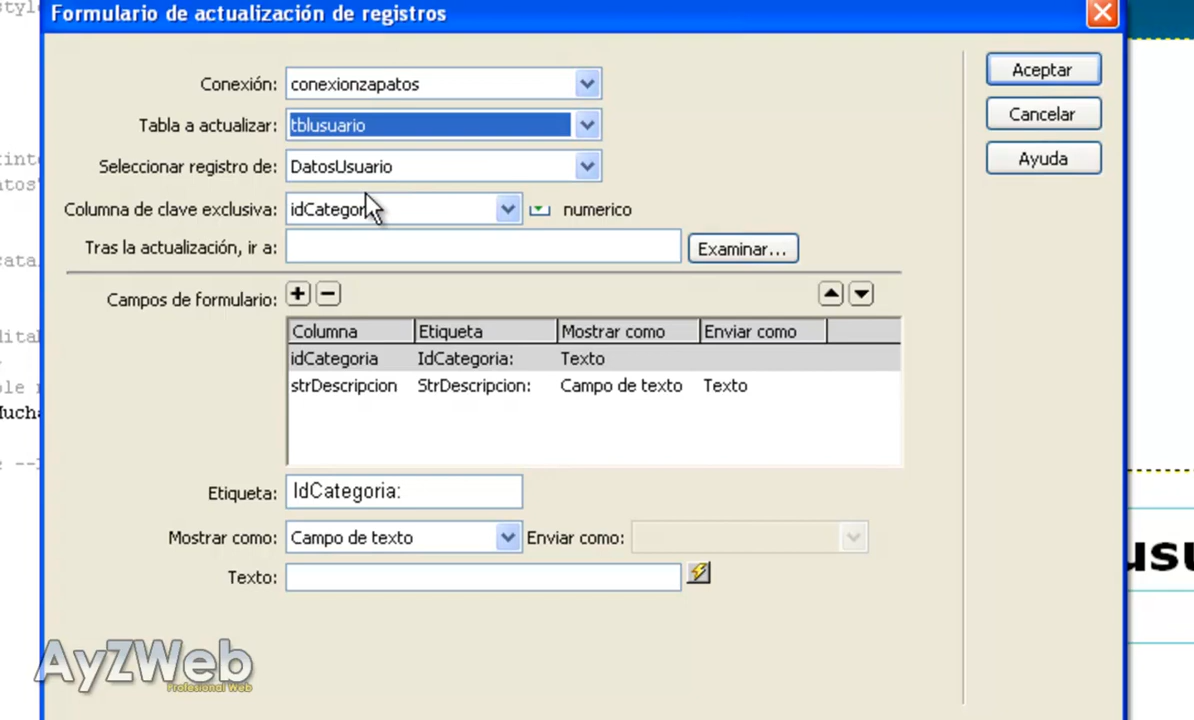 style
Formulario de actualización de registros
Conexión: conexionzapatos
Aceptar
Tabla a actualizar: tblusuario
Cancelar
Seleccionar registro de: DatosUsuario
Ayuda
Columna de clave exclusiva: idCategor numerico
Tras la actualización, ir a: Examinar...
Campos de formulario: + −
Columna Etiqueta Mostrar como Enviar como
idCategoria IdCategoria: Texto
strDescripcion StrDescripcion: Campo de texto Texto
Etiqueta: IdCategoria:
Mostrar como: Campo de texto Enviar como:
Texto:
AyZWeb
Profesional Web